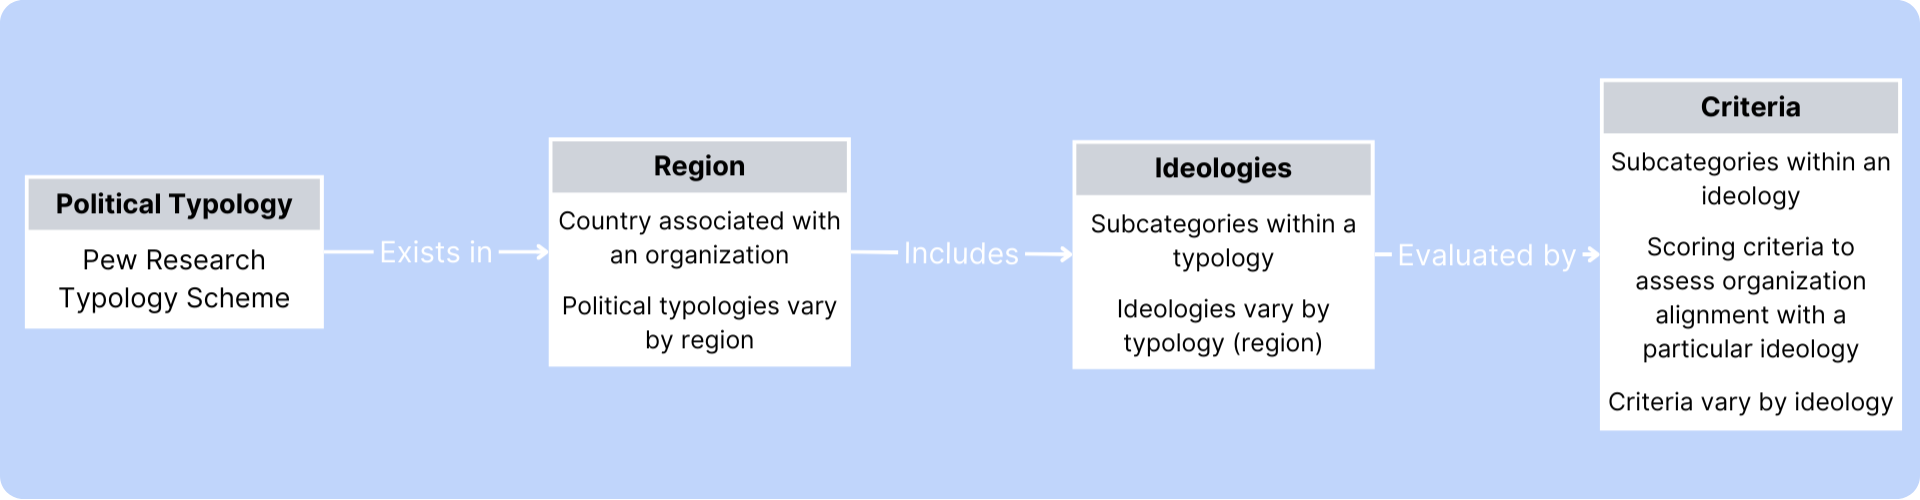 Political Typology
Pew Research
Typology Scheme
Exists in
Region
Country associated with
an organization
Political typologies vary
by region
Includes
Ideologies
Subcategories within a
typology
Ideologies vary by
typology (region)
Evaluated by
Criteria
Subcategories within an
ideology
Scoring criteria to
assess organization
alignment with a
particular ideology
Criteria vary by ideology